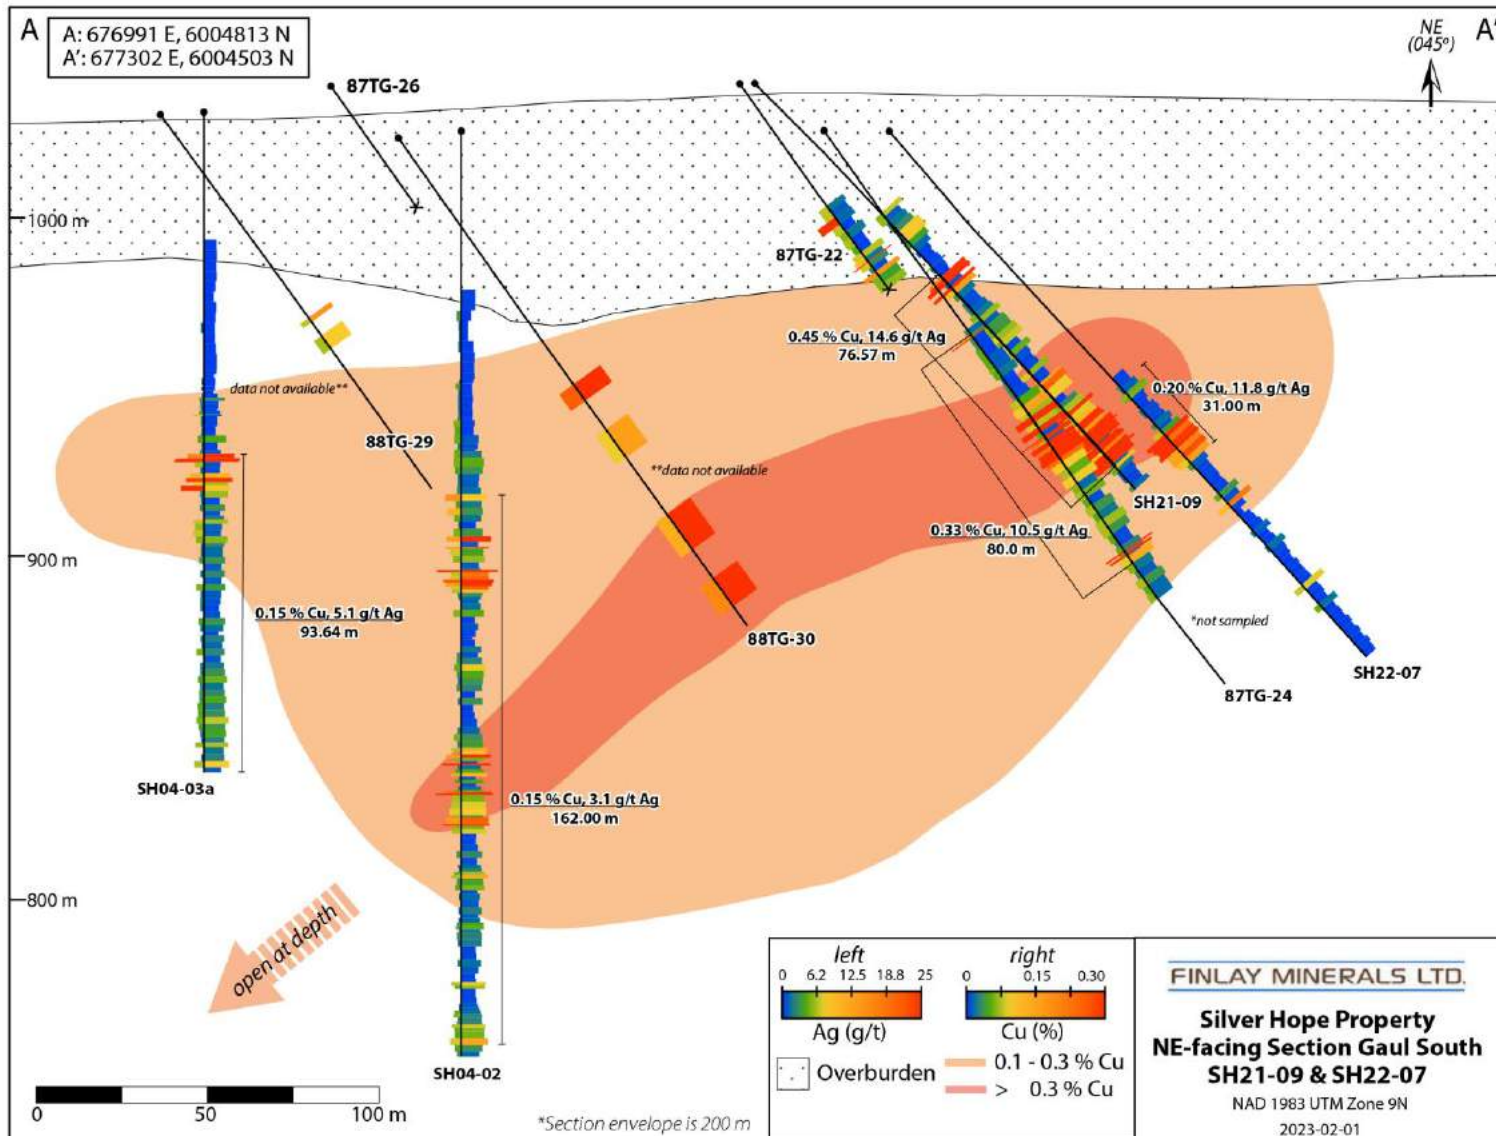 A
A: 676991 E, 6004813 N
A': 677302 E, 6004503 N
NE
(045º)
A'
87TG-26
1000 m
87TG-22
0.45 % Cu, 14.6 g/t Ag
76.57 m
0.20 % Cu, 11.8 g/t Ag
31.00 m
data not available**
88TG-29
**data not available
SH21-09
0.33 % Cu, 10.5 g/t Ag
80.0 m
900 m
0.15 % Cu, 5.1 g/t Ag
93.64 m
*not sampled
88TG-30
SH22-07
87TG-24
SH04-03a
0.15 % Cu, 3.1 g/t Ag
162.00 m
800 m
open at depth
SH04-02
0 50 100 m
*Section envelope is 200 m
left
0 6.2 12.5 18.8 25
Ag (g/t)
right
0 0.15 0.30
Cu (%)
Overburden
0.1 - 0.3 % Cu
> 0.3 % Cu
FINLAY MINERALS LTD.
Silver Hope Property
NE-facing Section Gaul South
SH21-09 & SH22-07
NAD 1983 UTM Zone 9N
2023-02-01